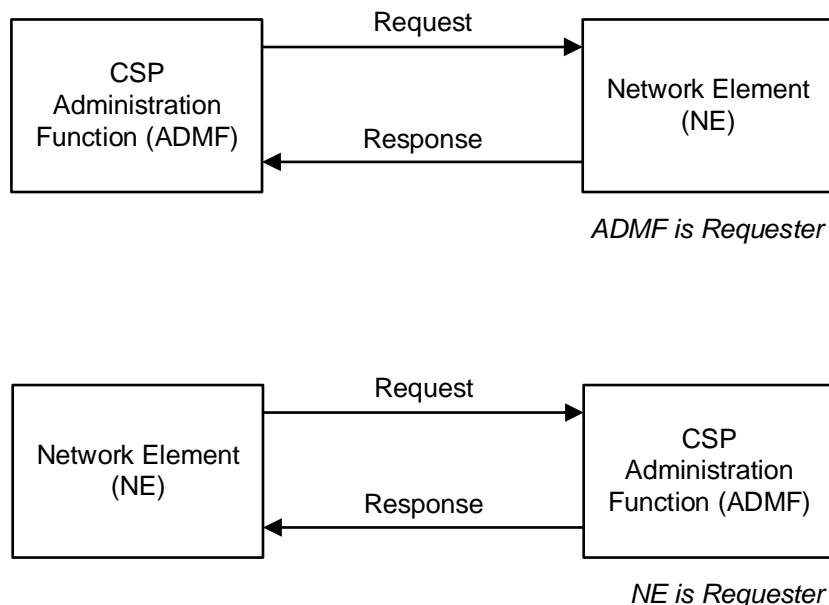 Request
CSP
Administration
Function (ADMF)
Network Element
(NE)
Response
ADMF is Requester
Request
Network Element
(NE)
CSP
Administration
Function (ADMF)
Response
NE is Requester